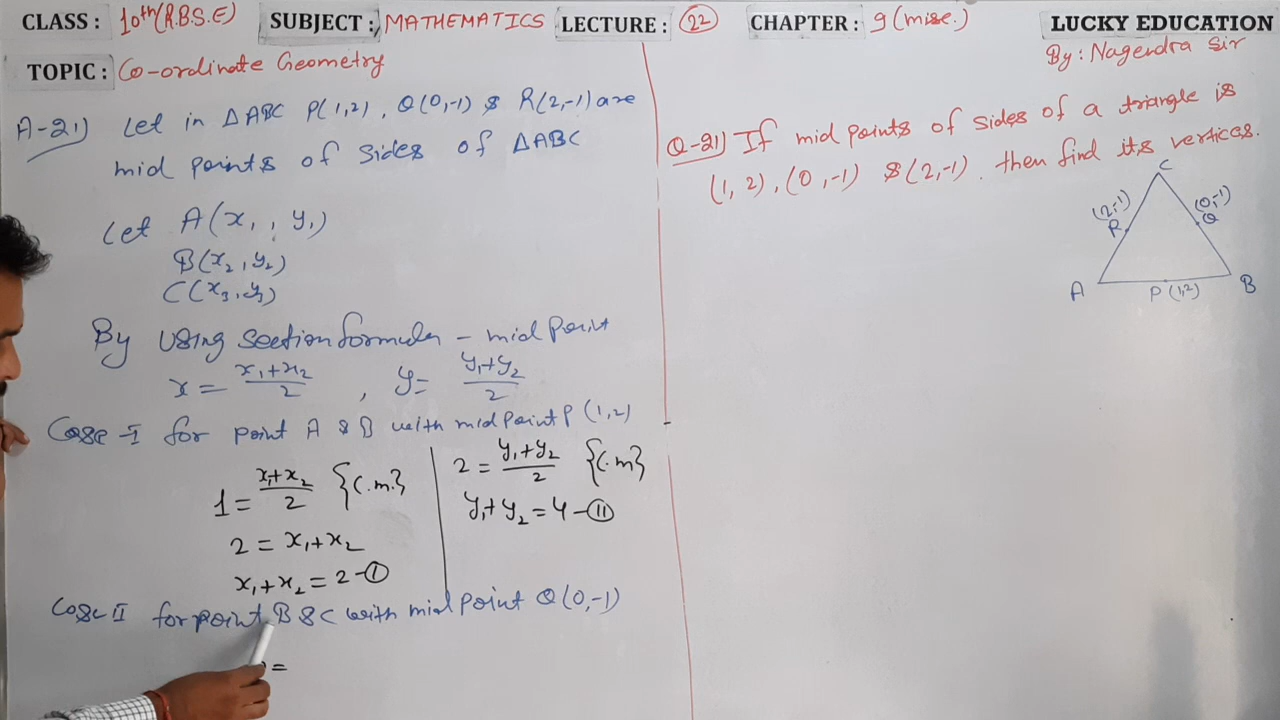 CLASS : 10th (R.B.S.E) SUBJECT : MATHEMATICS LECTURE : 22 CHAPTER : 9 (mise.) LUCKY EDUCATION
By : Nagendra Sir
TOPIC : Co-ordinate Geometry
A-21) Let in △ABC P(1,2), Q(0,-1) & R(2,-1) are
mid points of sides of △ABC
Let A(x₁, y₁)
B(x₂, y₂)
C(x₃, y₃)
By using section formula - mid point
x = x₁+x₂/2 , y = y₁+y₂/2
Case-I for point A & B with mid point P (1,2)
1 = x₁+x₂/2 {C.m.}
2 = x₁+x₂
x₁+x₂ = 2 -①
2 = y₁+y₂/2 {C.m}
y₁+y₂ = 4 -⑪
Case II for point B & C with mid point Q(0,-1)
=
Q-21) If mid points of sides of a triangle is
(1, 2), (0, -1) & (2,-1). then find its vertices.
C
(2,-1)
R
(0,-1)
Q
A
P (1,2)
B